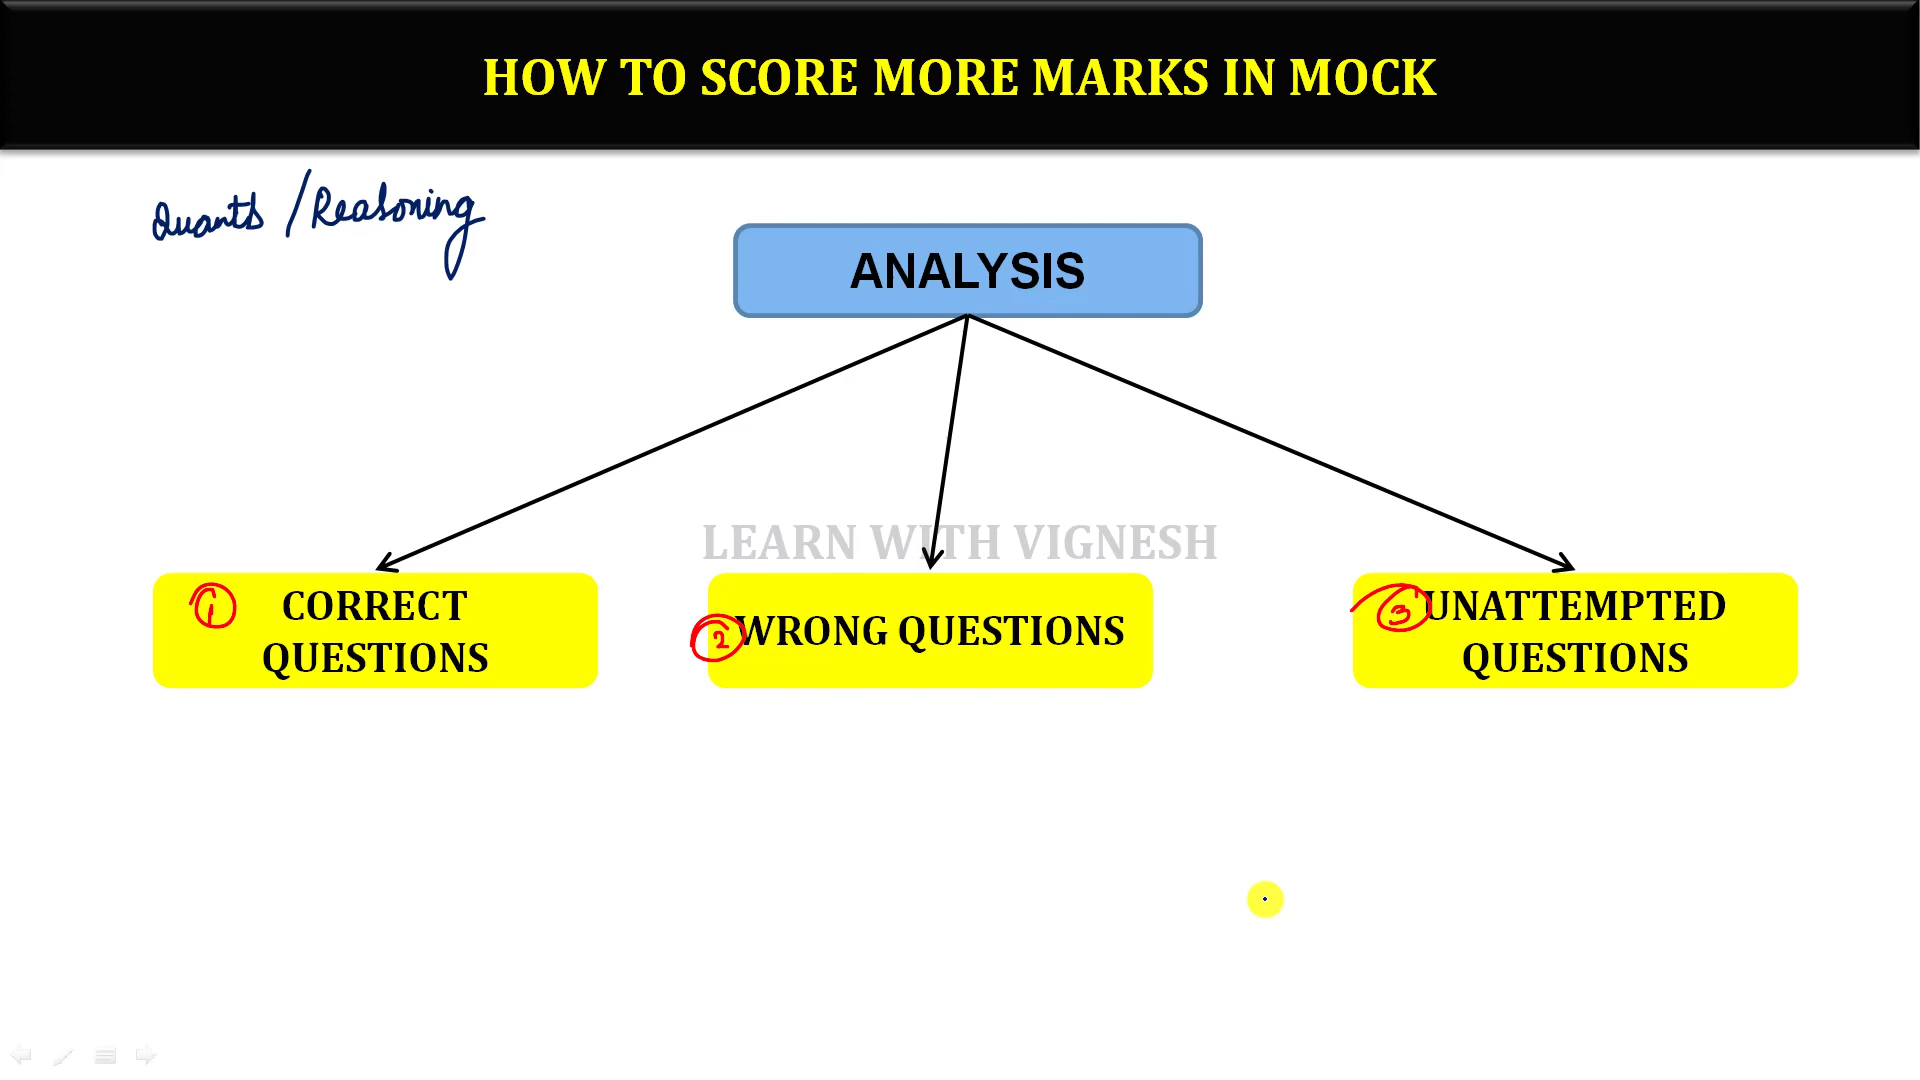 HOW TO SCORE MORE MARKS IN MOCK
Quants / Reasoning
ANALYSIS
LEARN WITH VIGNESH
1 CORRECT
QUESTIONS
2 WRONG QUESTIONS
3 UNATTEMPTED
QUESTIONS